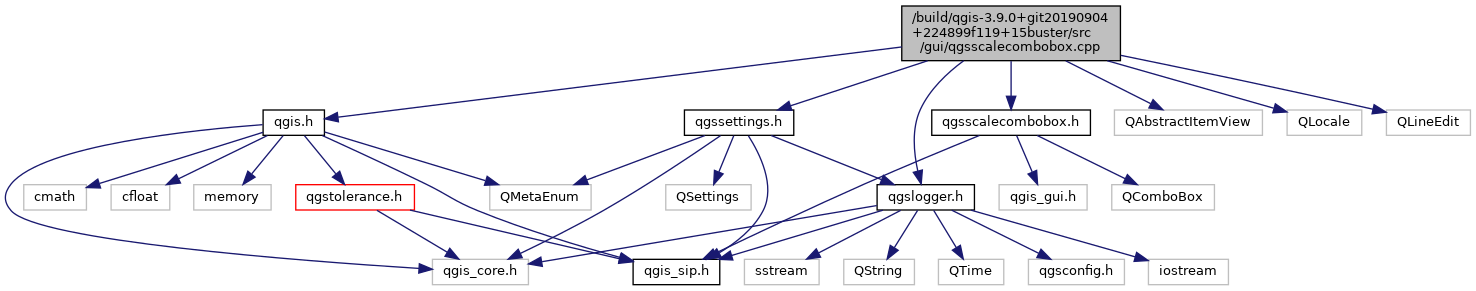 /build/qgis-3.9.0+git20190904
+224899f119+15buster/src
/gui/qgsscalecombobox.cpp
qgis.h
qgssettings.h
qgsscalecombobox.h
QAbstractItemView
QLocale
QLineEdit
cmath
cfloat
memory
qgstolerance.h
QMetaEnum
QSettings
qgslogger.h
qgis_gui.h
QComboBox
qgis_core.h
qgis_sip.h
sstream
QString
QTime
qgsconfig.h
iostream